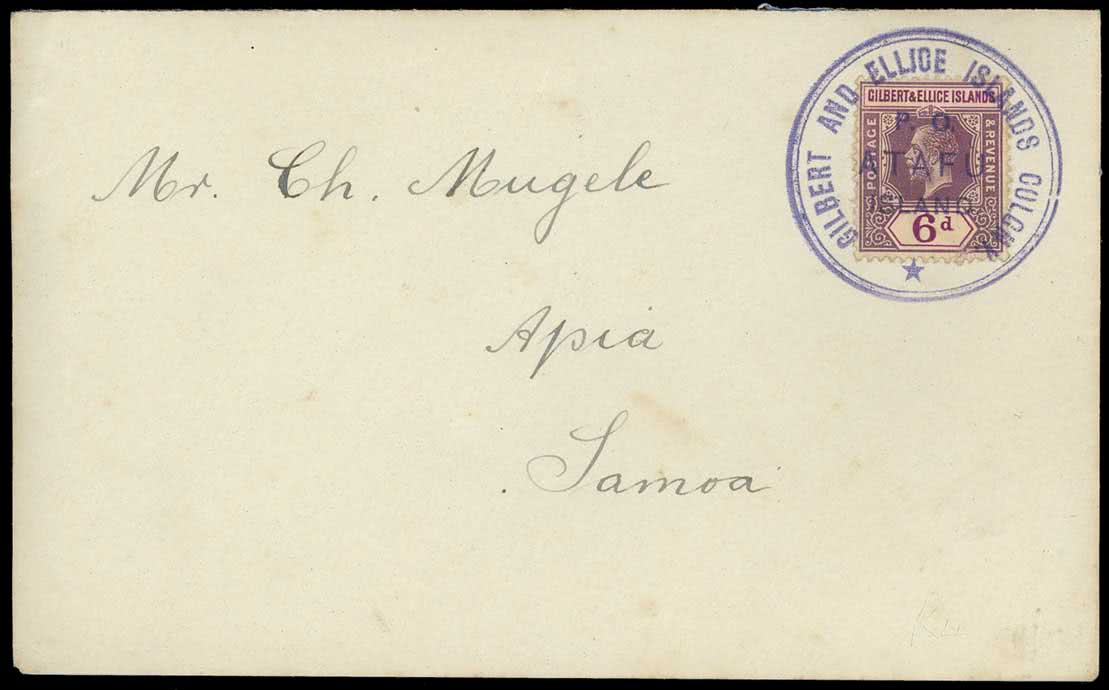 GILBERT AND ELLICE ISLANDS COLONY
GILBERT & ELLICE ISLANDS
P. O.
ATAFU
ISLAND
POSTAGE
& REVENUE
6d
Mr. Ch. Mugele
Apia
Samoa